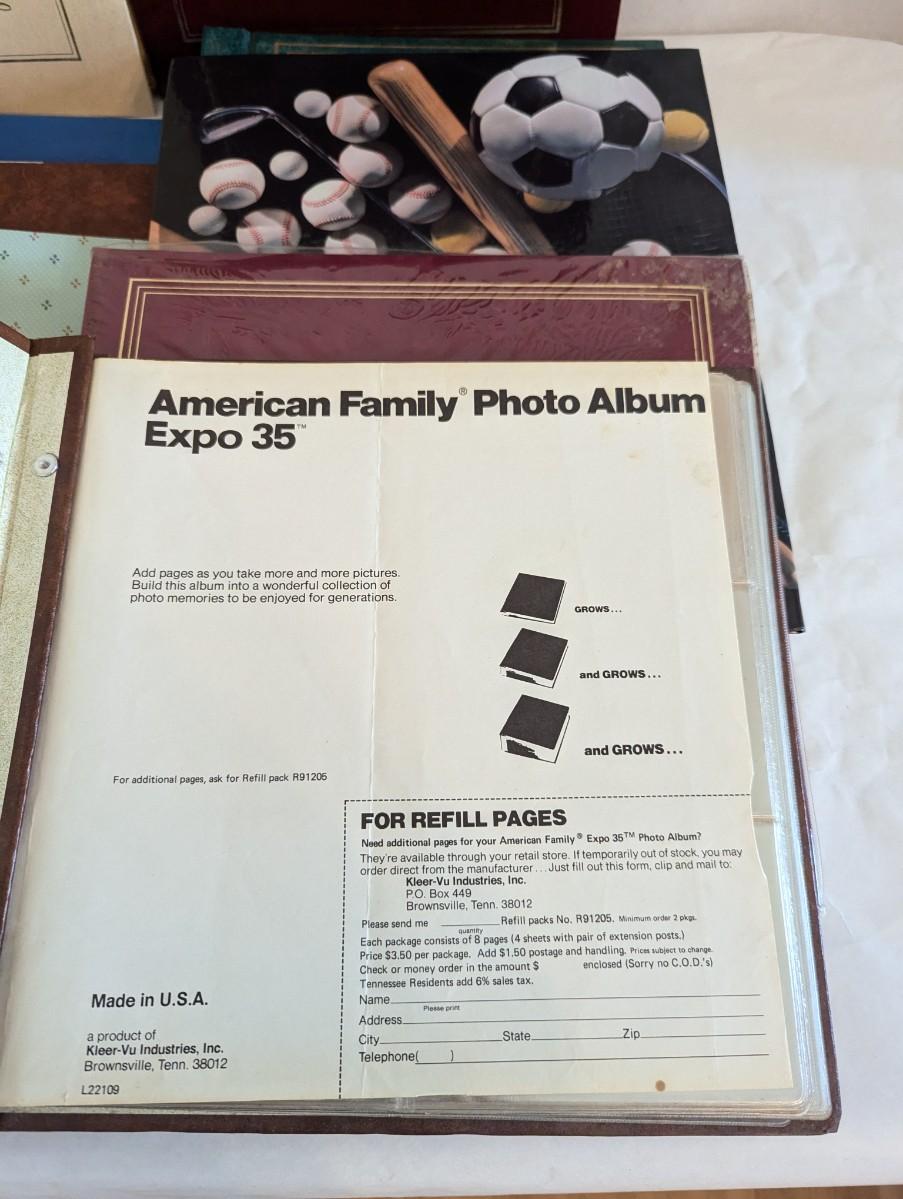 American Family® Photo Album
Expo 35™
Add pages as you take more and more pictures.
Build this album into a wonderful collection of
photo memories to be enjoyed for generations.
GROWS...
and GROWS...
and GROWS...
For additional pages, ask for Refill pack R91205
FOR REFILL PAGES
Need additional pages for your American Family® Expo 35™ Photo Album?
They're available through your retail store. If temporarily out of stock, you may
order direct from the manufacturer...Just fill out this form, clip and mail to:
Kleer-Vu Industries, Inc.
P.O. Box 449
Brownsville, Tenn. 38012
Please send me ________ Refill packs No. R91205. Minimum order 2 pkgs.
quantity
Each package consists of 8 pages (4 sheets with pair of extension posts.)
Price $3.50 per package. Add $1.50 postage and handling. Prices subject to change.
Check or money order in the amount $ enclosed (Sorry no C.O.D.'s)
Tennessee Residents add 6% sales tax.
Name
Please print
Address
City State Zip
Telephone( )
Made in U.S.A.
a product of
Kleer-Vu Industries, Inc.
Brownsville, Tenn. 38012
L22109